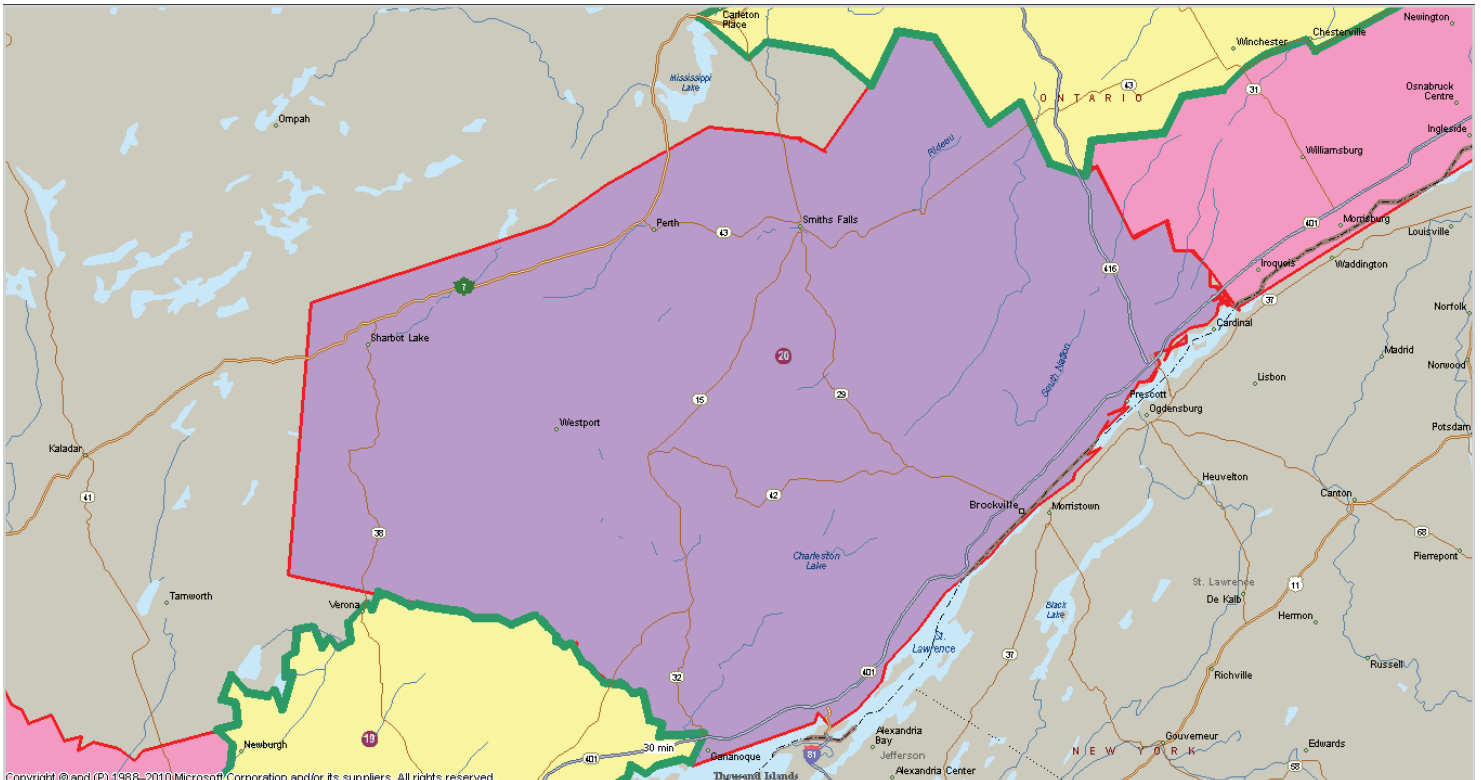 Carleton
Place
Newington
Chesterville
Winchester
Mississippi
Lake
43
31
Osnabruck
Centre
ONTARIO
Ompah
Ingleside
Rideau
Williamsburg
Perth
43
Smiths Falls
401
Morrisburg
Louisville
416
Iroquois
Waddington
7
37
Norfolk
Cardinal
Sharbot Lake
20
Madrid
South Nation
Norwood
Lisbon
15
29
Prescott
Ogdensburg
Westport
Potsdam
Kaladar
41
Heuvelton
42
Canton
Brockville
Morristown
38
68
Pierrepont
Charleston
Lake
St. Lawrence
11
De Kalb
Tamworth
Verona
Black
Lake
Hermon
St.
Lawrence
37
Russell
401
32
Richville
19
Newburgh
30 min
401
Gananoque
81
Alexandria
Bay
Jefferson
Gouverneur
NEW YORK
Edwards
58
Alexandria Center
Thousand Islands
Copyright © and (P) 1988–2010 Microsoft Corporation and/or its suppliers. All rights reserved.